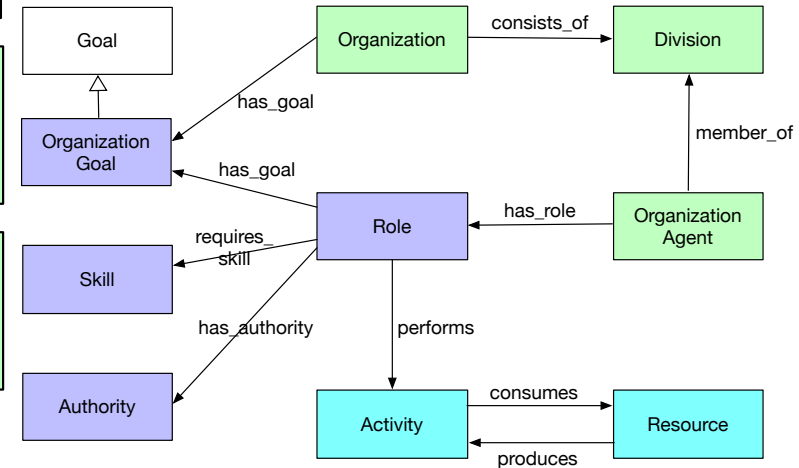 Goal
Organization
consists_of
Division
has_goal
Organization
Goal
member_of
has_goal
Role
has_role
Organization
Agent
requires_
skill
Skill
has_authority
performs
Authority
Activity
consumes
Resource
produces